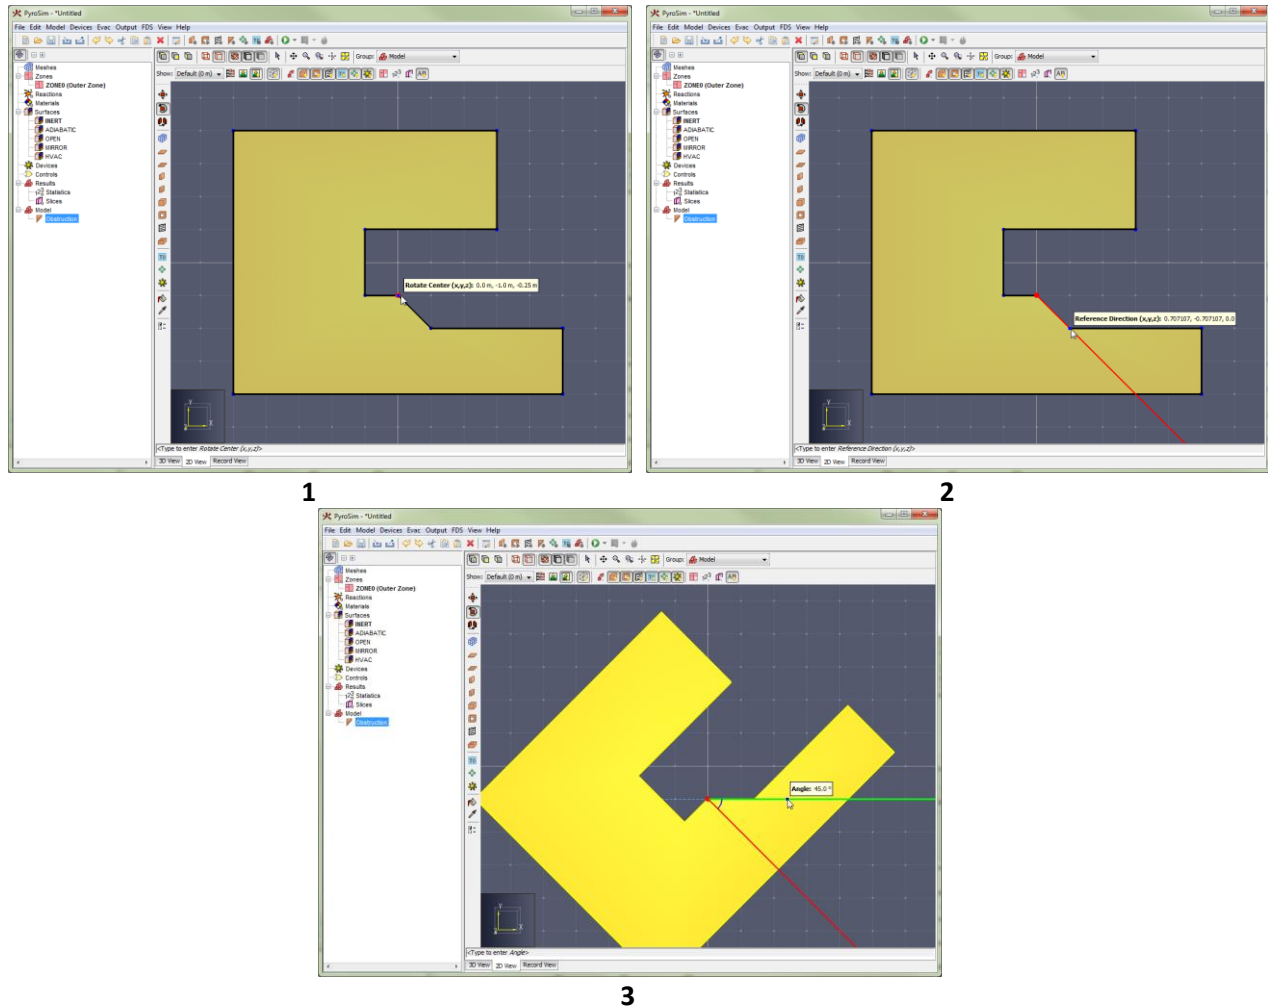 PyroSim - *Untitled
File Edit Model Devices Evac Output FDS View Help
Group: Model
Show: Default (0 m)
Meshes
Zones
ZONE0 (Outer Zone)
Reactions
Materials
Surfaces
INERT
ADIABATIC
OPEN
MIRROR
HVAC
Devices
Controls
Results
Statistics
Slices
Model
Obstruction
Rotate Center (x,y,z): 0.0 m, -1.0 m, -0.25 m
Y
X
Z
<Type to enter Rotate Center (x,y,z)>
3D View 2D View Record View
1
PyroSim - *Untitled
File Edit Model Devices Evac Output FDS View Help
Group: Model
Show: Default (0 m)
Meshes
Zones
ZONE0 (Outer Zone)
Reactions
Materials
Surfaces
INERT
ADIABATIC
OPEN
MIRROR
HVAC
Devices
Controls
Results
Statistics
Slices
Model
Obstruction
Reference Direction (x,y,z): 0.707107, -0.707107, 0.0
Y
X
Z
<Type to enter Reference Direction (x,y,z)>
3D View 2D View Record View
2
PyroSim - *Untitled
File Edit Model Devices Evac Output FDS View Help
Group: Model
Show: Default (0 m)
Meshes
Zones
ZONE0 (Outer Zone)
Reactions
Materials
Surfaces
INERT
ADIABATIC
OPEN
MIRROR
HVAC
Devices
Controls
Results
Statistics
Slices
Model
Obstruction
Angle: 45.0 °
Y
X
Z
<Type to enter Angle>
3D View 2D View Record View
3